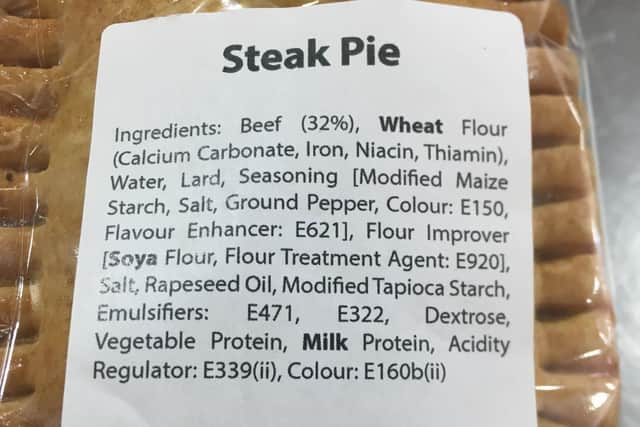 Steak Pie
Ingredients: Beef (32%), Wheat Flour
(Calcium Carbonate, Iron, Niacin, Thiamin),
Water, Lard, Seasoning [Modified Maize
Starch, Salt, Ground Pepper, Colour: E150,
Flavour Enhancer: E621], Flour Improver
[Soya Flour, Flour Treatment Agent: E920],
Salt, Rapeseed Oil, Modified Tapioca Starch,
Emulsifiers: E471, E322, Dextrose,
Vegetable Protein, Milk Protein, Acidity
Regulator: E339(ii), Colour: E160b(ii)